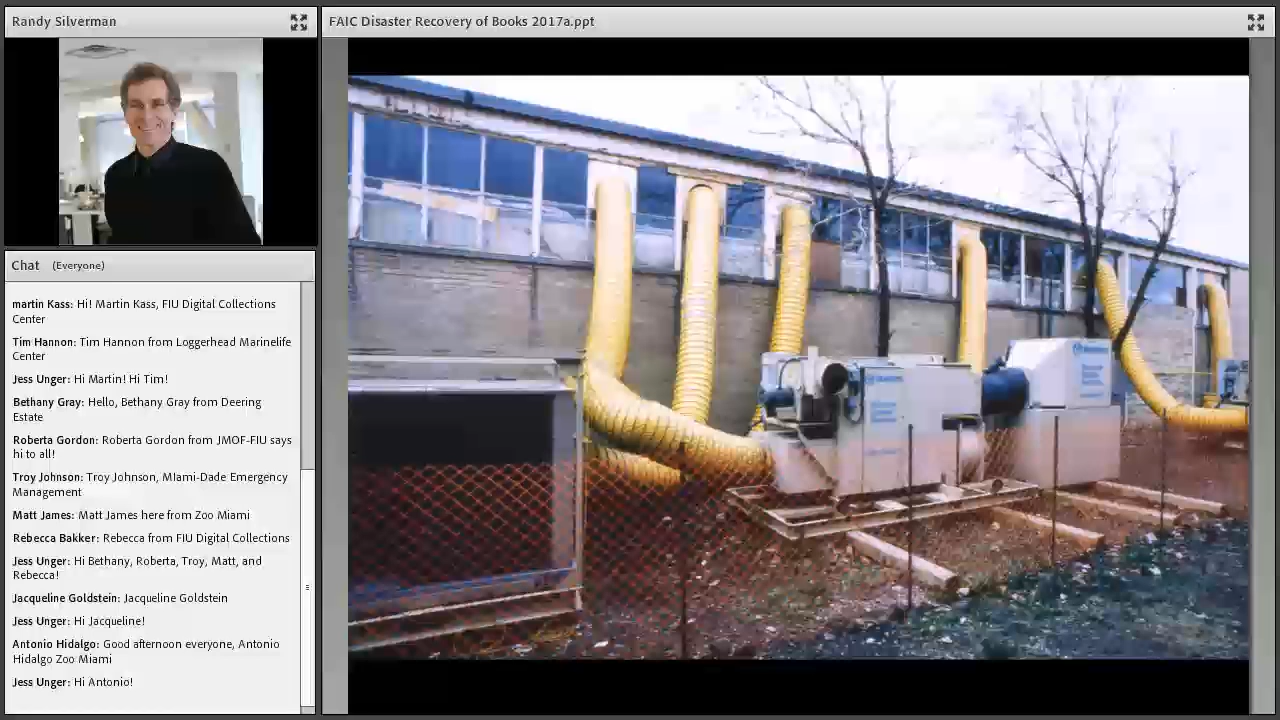 Randy Silverman
FAIC Disaster Recovery of Books 2017a.ppt
Chat (Everyone)
martin Kass: Hi! Martin Kass, FIU Digital Collections
Center
Tim Hannon: Tim Hannon from Loggerhead Marinelife
Center
Jess Unger: Hi Martin! Hi Tim!
Bethany Gray: Hello, Bethany Gray from Deering
Estate
Roberta Gordon: Roberta Gordon from JMOF-FIU says
hi to all!
Troy Johnson: Troy Johnson, MIami-Dade Emergency
Management
Matt James: Matt James here from Zoo Miami
Rebecca Bakker: Rebecca from FIU Digital Collections
Jess Unger: Hi Bethany, Roberta, Troy, Matt, and
Rebecca!
Jacqueline Goldstein: Jacqueline Goldstein
Jess Unger: Hi Jacqueline!
Antonio Hidalgo: Good afternoon everyone, Antonio
Hidalgo Zoo Miami
Jess Unger: Hi Antonio!